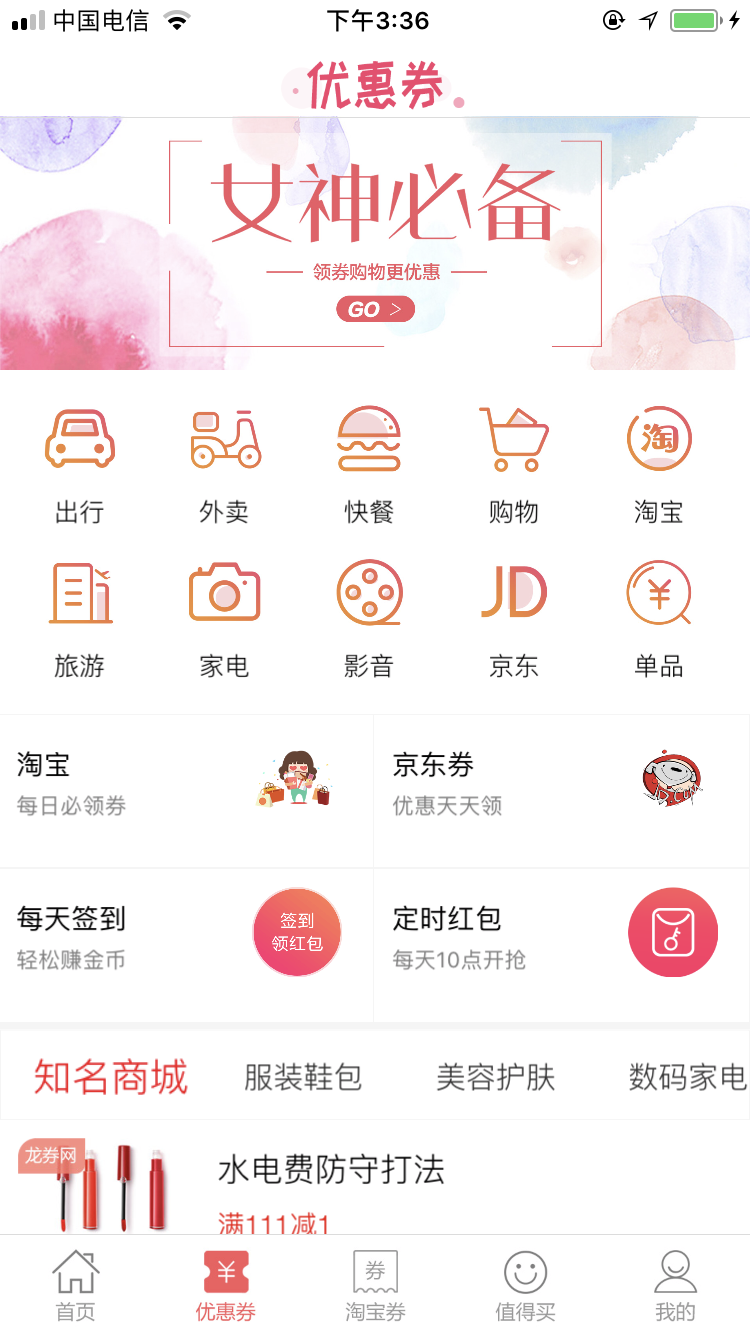 中国电信 下午3:36
优惠券
女神必备
领券购物更优惠
GO >
出行 外卖 快餐 购物 淘宝
淘
旅游 家电 影音 京东 单品
JD
¥
淘宝 京东券
每日必领券 优惠天天领
JD.COM
每天签到 定时红包
轻松赚金币 每天10点开抢
签到
领红包
知名商城 服装鞋包 美容护肤 数码家电
龙券网
水电费防守打法
满111减1
¥ 券
首页 优惠券 淘宝券 值得买 我的